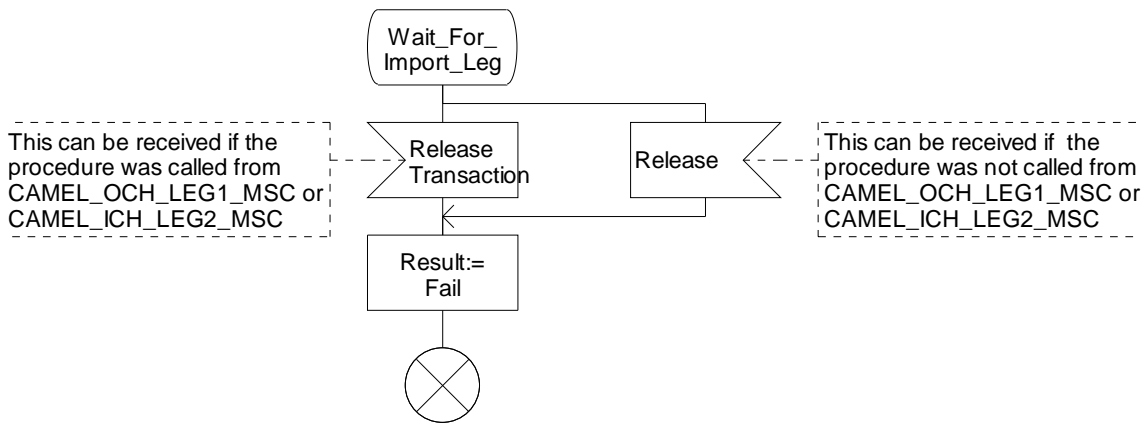 Wait_For_
Import_Leg
This can be received if the
procedure was called from
CAMEL_OCH_LEG1_MSC or
CAMEL_ICH_LEG2_MSC
Release
Transaction
Release
This can be received if the
procedure was not called from
CAMEL_OCH_LEG1_MSC or
CAMEL_ICH_LEG2_MSC
Result:=
Fail